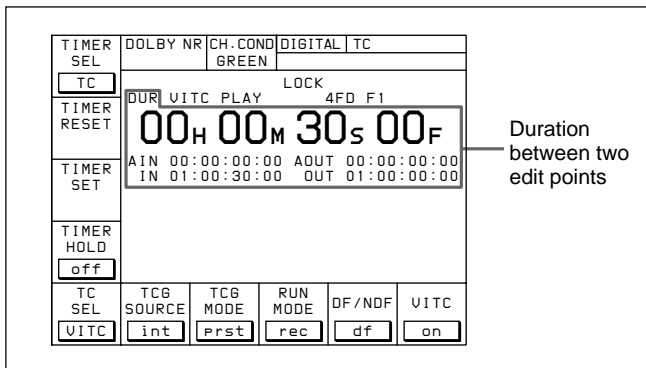 TIMER SEL
TC
TIMER RESET
TIMER SET
TIMER HOLD
off
DOLBY NR
CH.COND
GREEN
DIGITAL
TC
LOCK
DUR VITC PLAY 4FD F1
00H 00M 30S 00F
AIN 00:00:00:00 AOUT 00:00:00:00
IN 01:00:30:00 OUT 01:00:00:00
TC SEL
VITC
TCG SOURCE
int
TCG MODE
prst
RUN MODE
rec
DF/NDF
df
VITC
on
Duration
between two
edit points